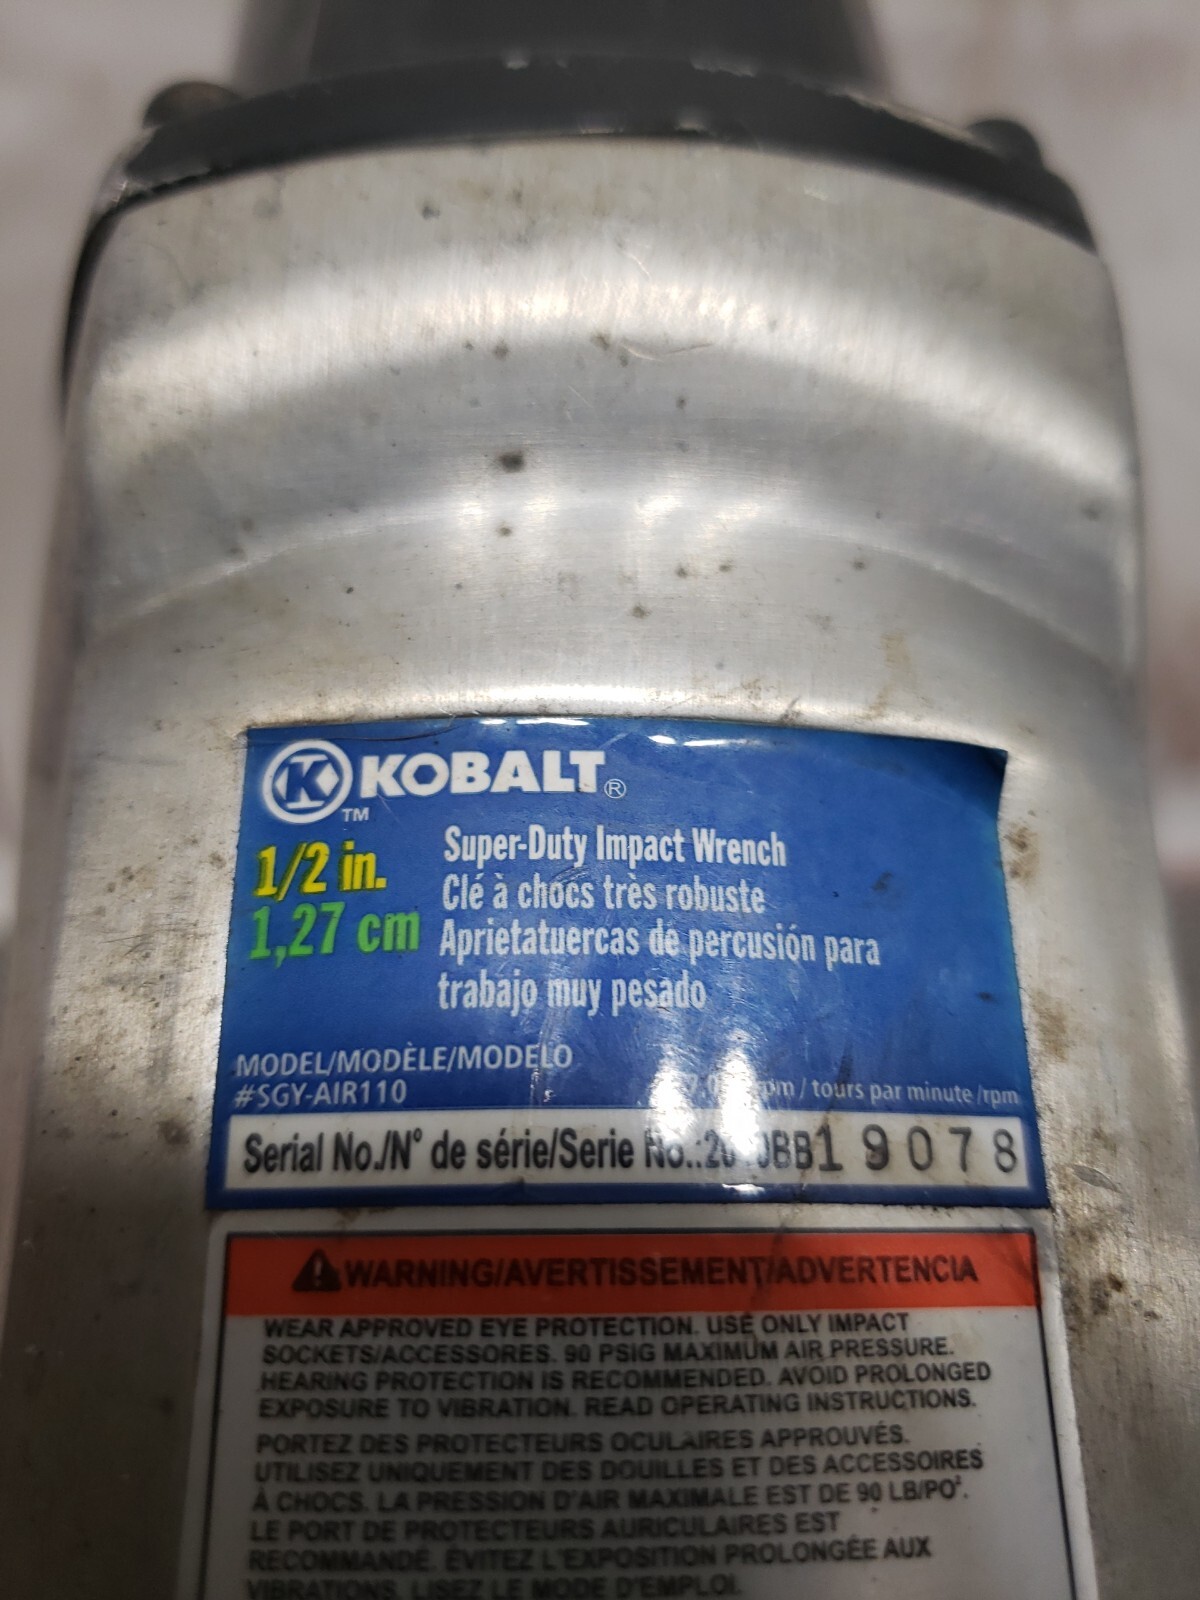 K
TM
KOBALT®
1/2 in.
1,27 cm
Super-Duty Impact Wrench
Clé à chocs très robuste
Aprietatuercas de percusión para
trabajo muy pesado
MODEL/MODÈLE/MODELO
#SGY-AIR110
/ tours par minute /rpm
Serial No./N° de série/Serie No.: 19078
WARNING/AVERTISSEMENT/ADVERTENCIA
WEAR APPROVED EYE PROTECTION. USE ONLY IMPACT
SOCKETS/ACCESSORES. 90 PSIG MAXIMUM AIR PRESSURE.
HEARING PROTECTION IS RECOMMENDED. AVOID PROLONGED
EXPOSURE TO VIBRATION. READ OPERATING INSTRUCTIONS.
PORTEZ DES PROTECTEURS OCULAIRES APPROUVÉS.
UTILISEZ UNIQUEMENT DES DOUILLES ET DES ACCESSOIRES
À CHOCS. LA PRESSION D'AIR MAXIMALE EST DE 90 LB/PO².
LE PORT DE PROTECTEURS AURICULAIRES EST
RECOMMANDÉ. ÉVITEZ L'EXPOSITION PROLONGÉE AUX
VIBRATIONS. LISEZ LE MODE D'EMPLOI.